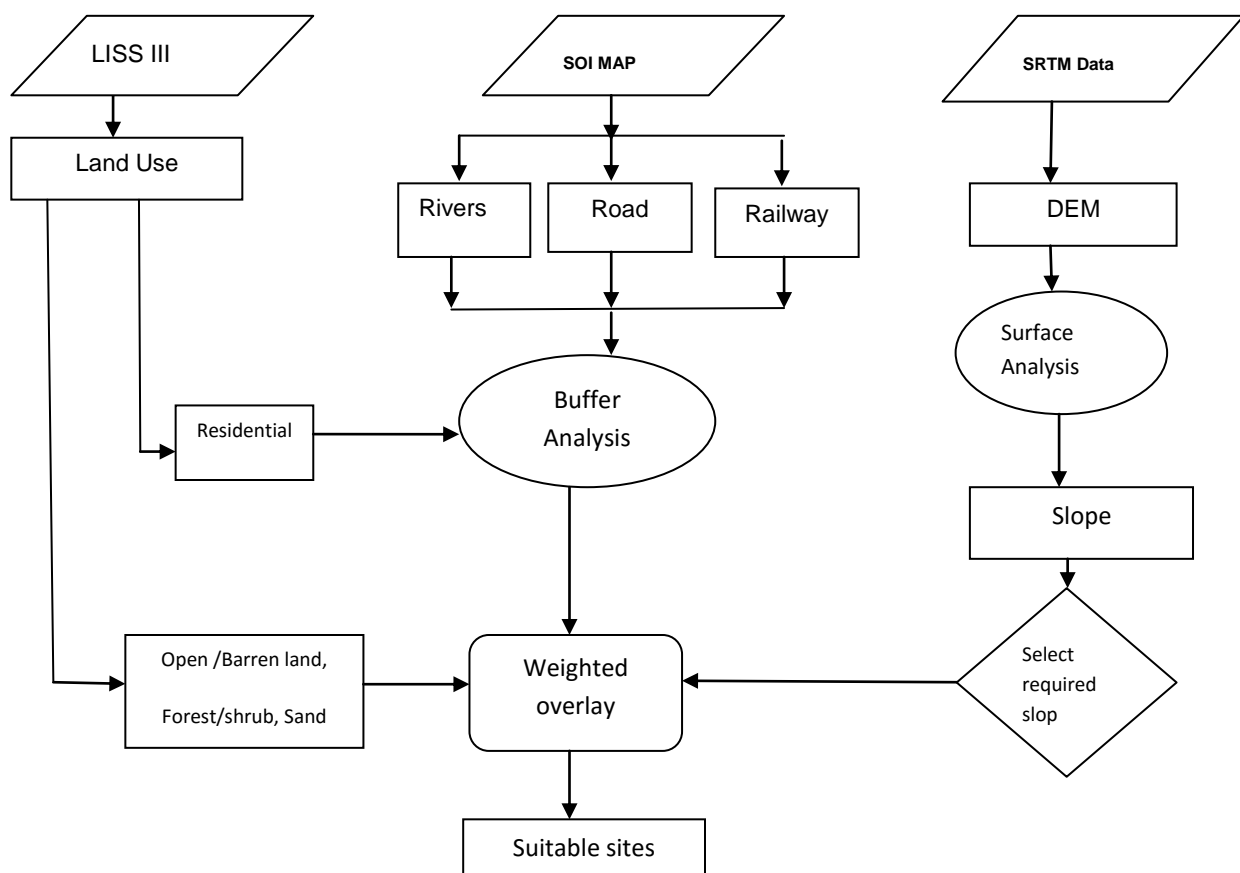 LISS III
SOI MAP
SRTM Data
Land Use
Rivers
Road
Railway
DEM
Surface
Analysis
Buffer
Analysis
Residential
Slope
Open /Barren land,
Forest/shrub, Sand
Weighted
overlay
Select
required
slop
Suitable sites